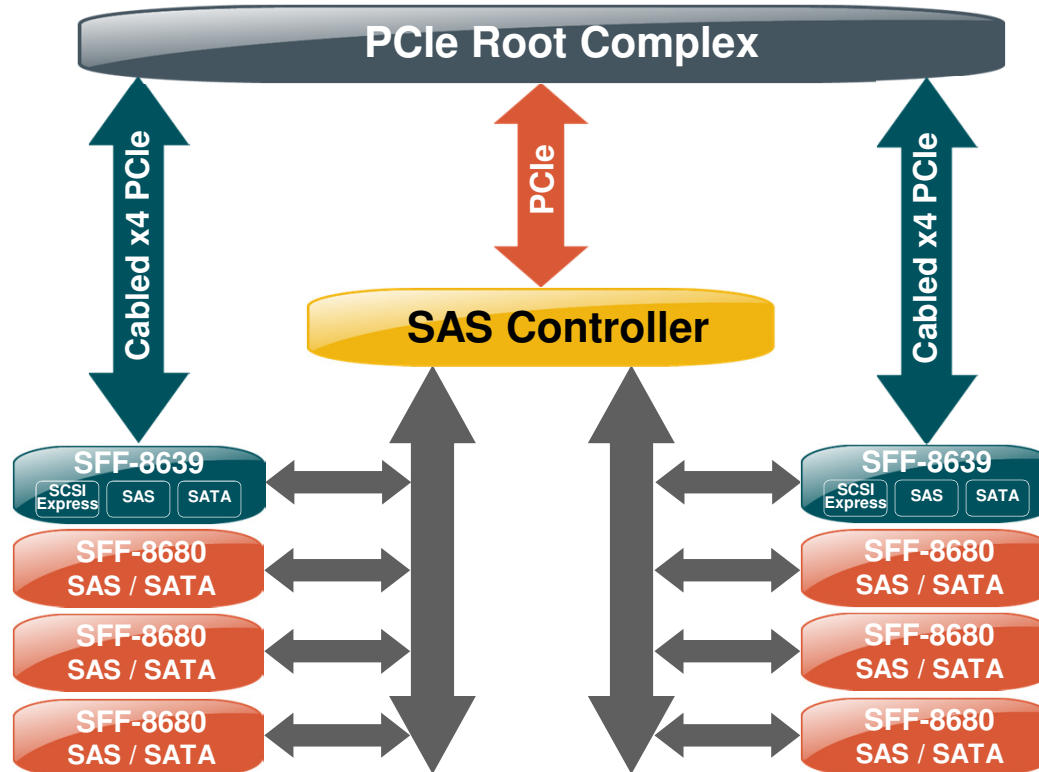 PCIe Root Complex
Cabled x4 PCIe
PCIe
Cabled x4 PCIe
SAS Controller
SFF-8639
SCSI Express
SAS
SATA
SFF-8639
SCSI Express
SAS
SATA
SFF-8680
SAS / SATA
SFF-8680
SAS / SATA
SFF-8680
SAS / SATA
SFF-8680
SAS / SATA
SFF-8680
SAS / SATA
SFF-8680
SAS / SATA